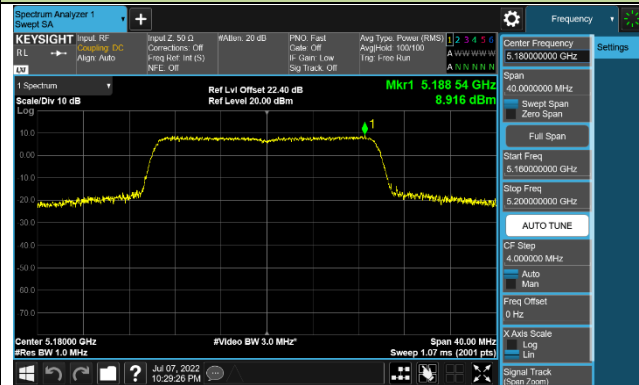 Spectrum Analyzer 1
Swept SA
Frequency
KEYSIGHT
RL
Input: RF
Coupling: DC
Align: Auto
Input Z: 50 Ω
Corrections: Off
Freq Ref: Int (S)
NFE: Off
#Atten: 20 dB
PNO: Fast
Gate: Off
IF Gain: Low
Sig Track: Off
Avg Type: Power (RMS)
Avg|Hold: 100/100
Trig: Free Run
1 2 3 4 5 6
A W W W W W
A N N N N N
1 Spectrum
Scale/Div 10 dB
Log
Ref Lvl Offset 22.40 dB
Ref Level 20.00 dBm
Mkr1 5.188 54 GHz
8.916 dBm
1
10.0
0.00
-10.0
-20.0
-30.0
-40.0
-50.0
-60.0
-70.0
Center 5.18000 GHz
#Res BW 1.0 MHz
#Video BW 3.0 MHz*
Span 40.00 MHz
Sweep 1.07 ms (2001 pts)
Jul 07, 2022
10:29:26 PM
Center Frequency
5.180000000 GHz
Span
40.0000000 MHz
Swept Span
Zero Span
Full Span
Start Freq
5.160000000 GHz
Stop Freq
5.200000000 GHz
AUTO TUNE
CF Step
4.000000 MHz
Auto
Man
Freq Offset
0 Hz
X Axis Scale
Log
Lin
Signal Track
(Span Zoom)
Settings